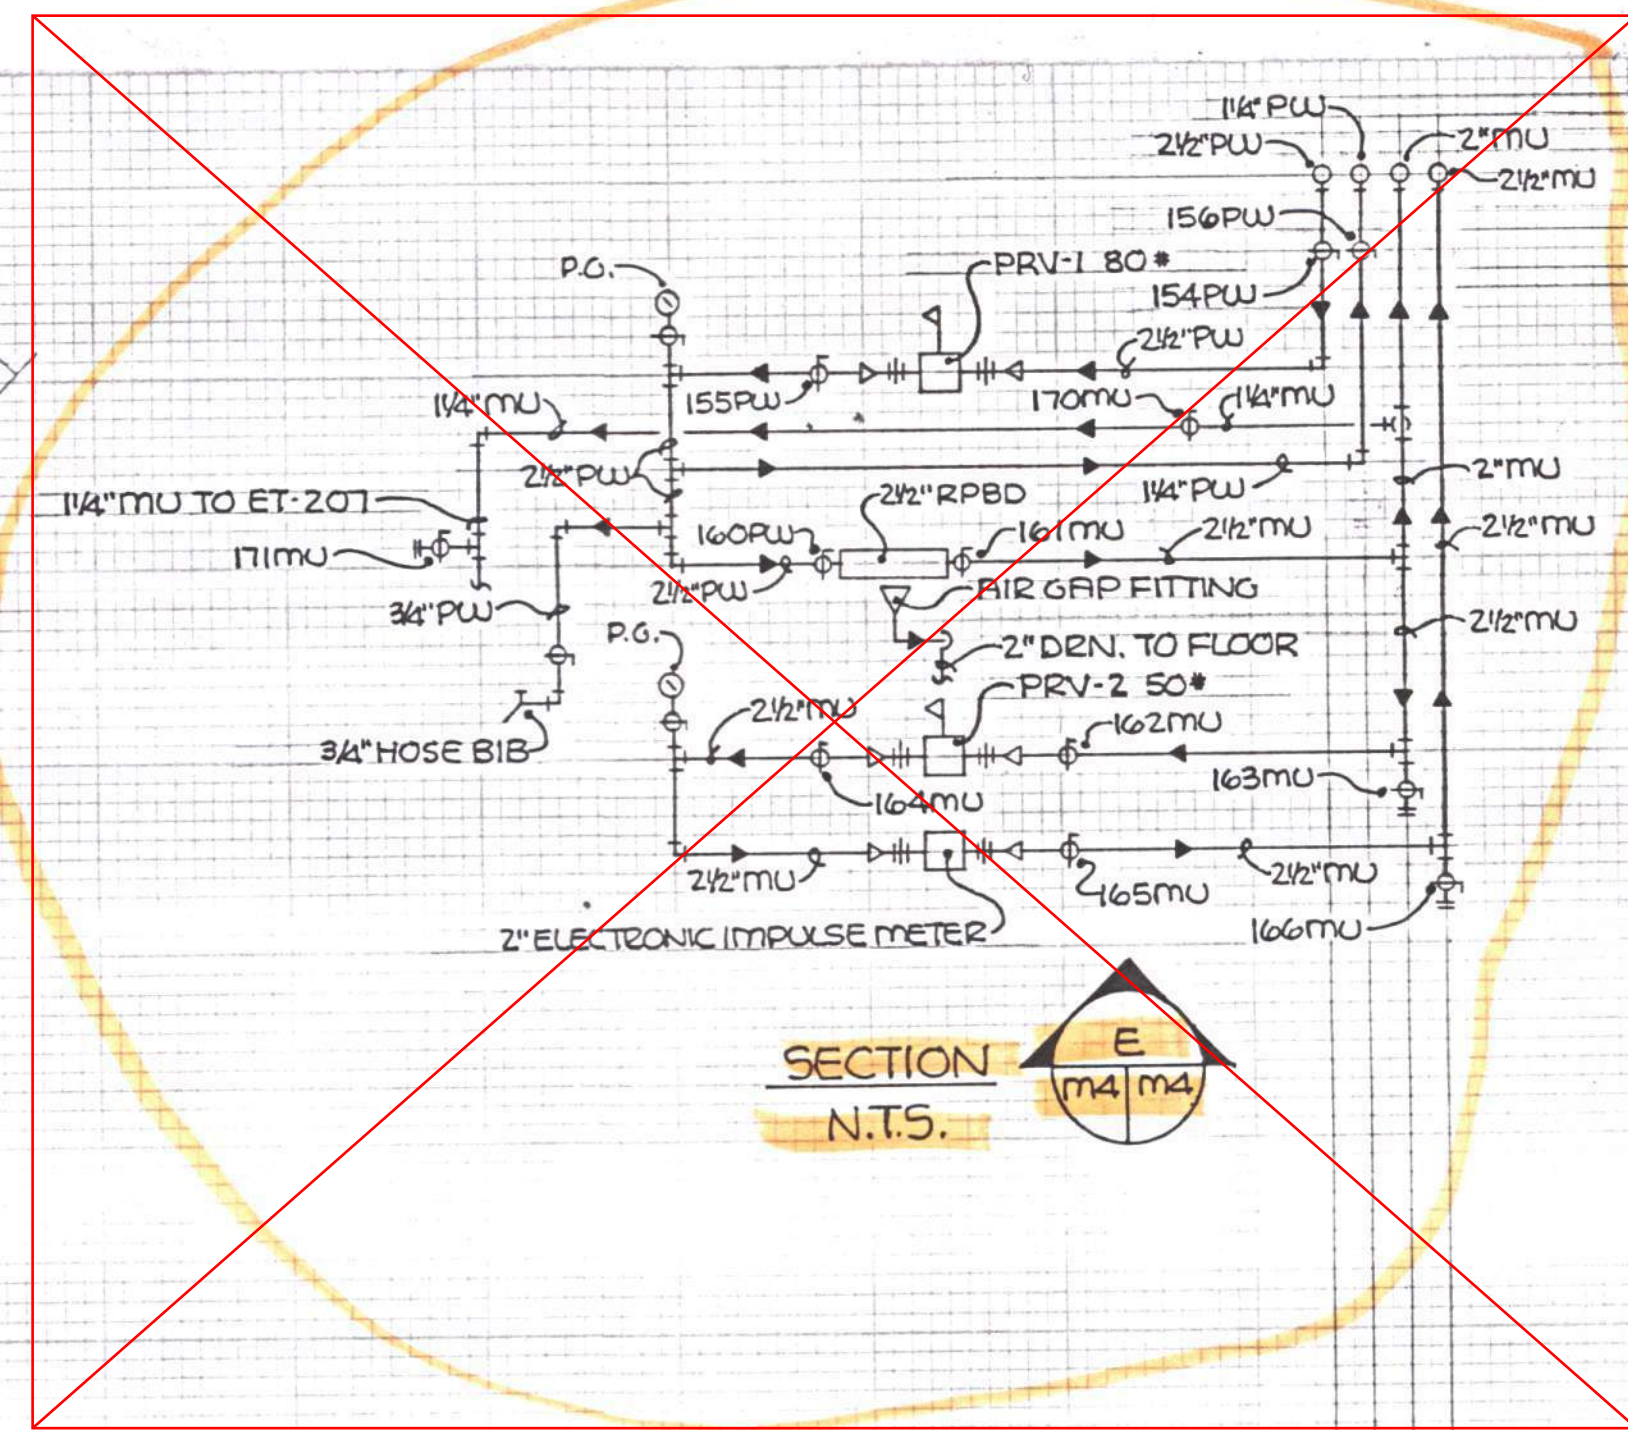 1¼"PW
2½"PW
2"MU
2½"MU
156PW
P.G.
PRV-1 80#
154PW
2½"PW
1¼"MU
155PW
170MU
1¼"MU
2½"PW
2"MU
1¼"MU TO ET-207
2½"RPBD
1¼"PW
171MU
160PW
161MU
2½"MU
2½"MU
2½"PW
AIR GAP FITTING
3/4"PW
P.G.
2½"MU
2"DRN. TO FLOOR
PRV-2 50#
2½"MU
162MU
3/4"HOSE BIB
163MU
164MU
2½"MU
165MU
2½"MU
2"ELECTRONIC IMPULSE METER
166MU
SECTION
N.T.S.
E
M4 M4